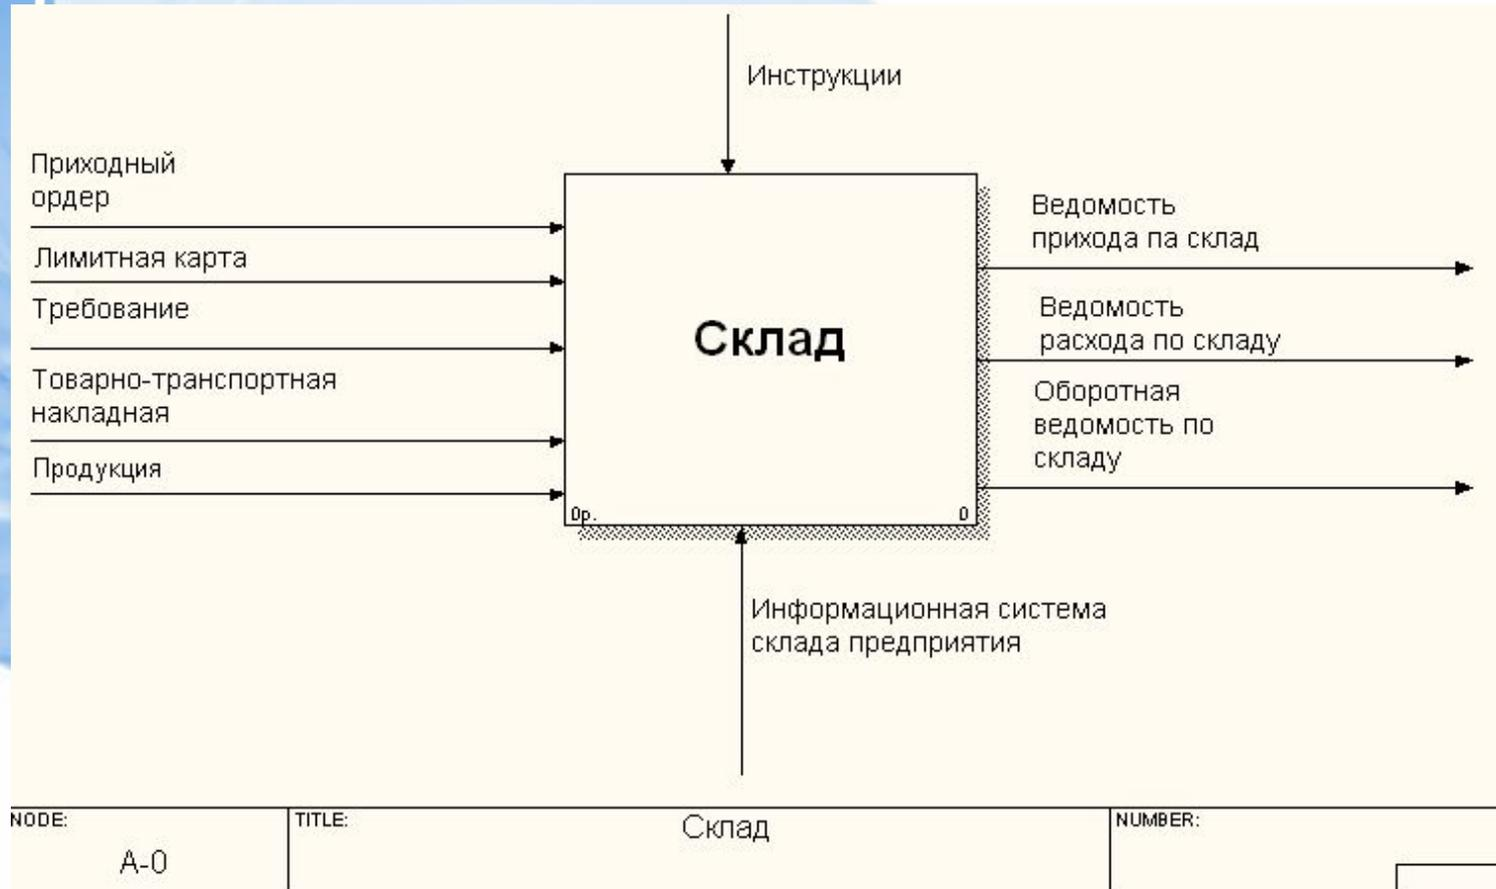 Инструкции
Приходный
ордер
Лимитная карта
Требование
Товарно-транспортная
накладная
Продукция
Склад
0р.
0
Ведомость
прихода па склад
Ведомость
расхода по складу
Оборотная
ведомость по
складу
Информационная система
склада предприятия
NODE:
A-0
TITLE:
Склад
NUMBER: